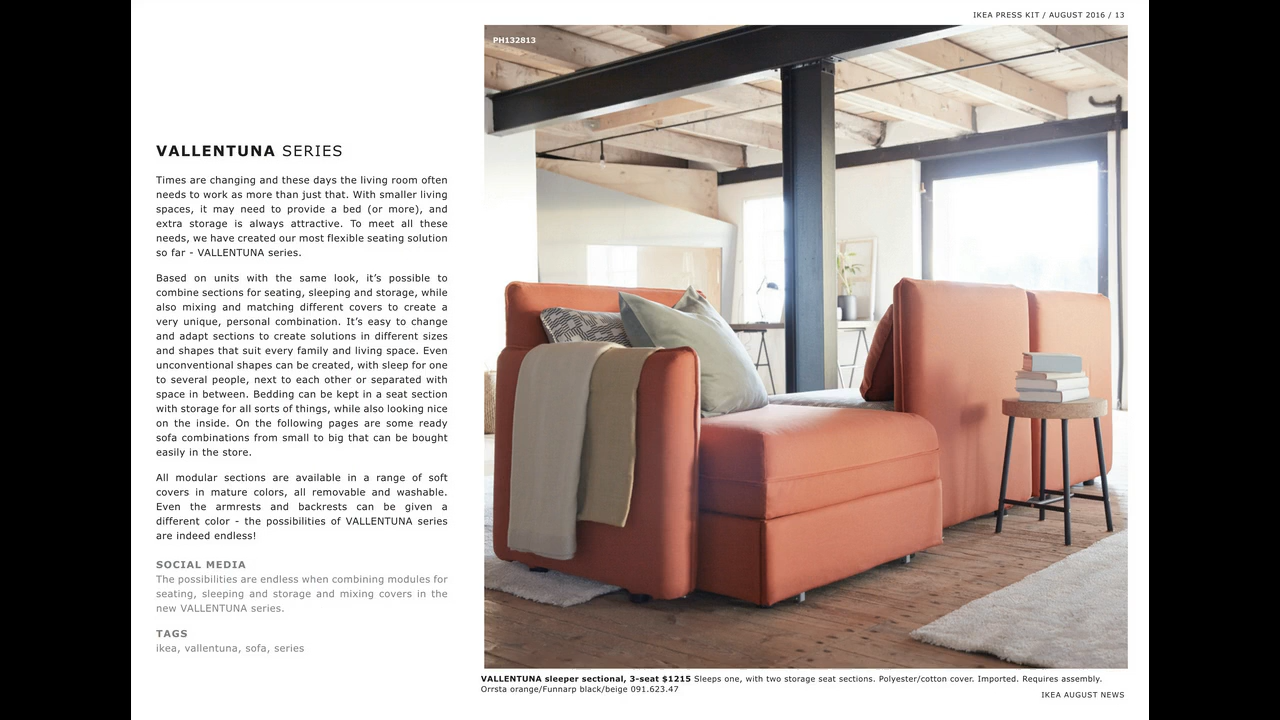 IKEA PRESS KIT / AUGUST 2016 / 13
PH132813
VALLENTUNA SERIES
Times are changing and these days the living room often
needs to work as more than just that. With smaller living
spaces, it may need to provide a bed (or more), and
extra storage is always attractive. To meet all these
needs, we have created our most flexible seating solution
so far - VALLENTUNA series.
Based on units with the same look, it’s possible to
combine sections for seating, sleeping and storage, while
also mixing and matching different covers to create a
very unique, personal combination. It’s easy to change
and adapt sections to create solutions in different sizes
and shapes that suit every family and living space. Even
unconventional shapes can be created, with sleep for one
to several people, next to each other or separated with
space in between. Bedding can be kept in a seat section
with storage for all sorts of things, while also looking nice
on the inside. On the following pages are some ready
sofa combinations from small to big that can be bought
easily in the store.
All modular sections are available in a range of soft
covers in mature colors, all removable and washable.
Even the armrests and backrests can be given a
different color - the possibilities of VALLENTUNA series
are indeed endless!
SOCIAL MEDIA
The possibilities are endless when combining modules for
seating, sleeping and storage and mixing covers in the
new VALLENTUNA series.
TAGS
ikea, vallentuna, sofa, series
VALLENTUNA sleeper sectional, 3-seat $1215 Sleeps one, with two storage seat sections. Polyester/cotton cover. Imported. Requires assembly.
Orrsta orange/Funnarp black/beige 091.623.47
IKEA AUGUST NEWS